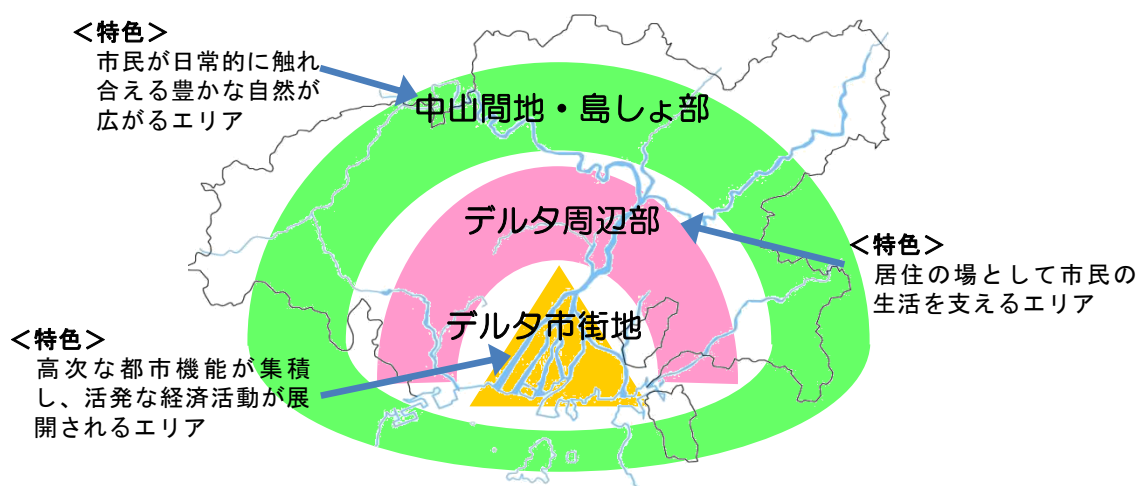 ＜特色＞
市民が日常的に触れ
合える豊かな自然が
広がるエリア
中山間地・島しょ部
デルタ周辺部
＜特色＞
居住の場として市民の
生活を支えるエリア
デルタ市街地
＜特色＞
高次な都市機能が集積
し、活発な経済活動が展
開されるエリア